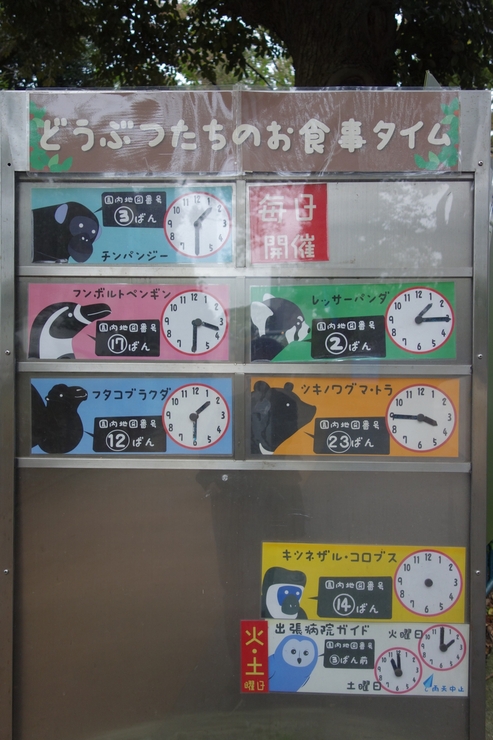 どうぶつたちのお食事タイム
園内地図番号
③ばん
チンパンジー
毎日
開催
フンボルトペンギン
園内地図番号
⑰ばん
レッサーパンダ
園内地図番号
②ばん
フタコブラクダ
園内地図番号
⑫ばん
ツキノワグマ・トラ
園内地図番号
㉓ばん
キツネザル・コロブス
園内地図番号
⑭ばん
火・土
曜日
出張病院ガイド
園内地図番号
火曜日
土曜日
雨天中止